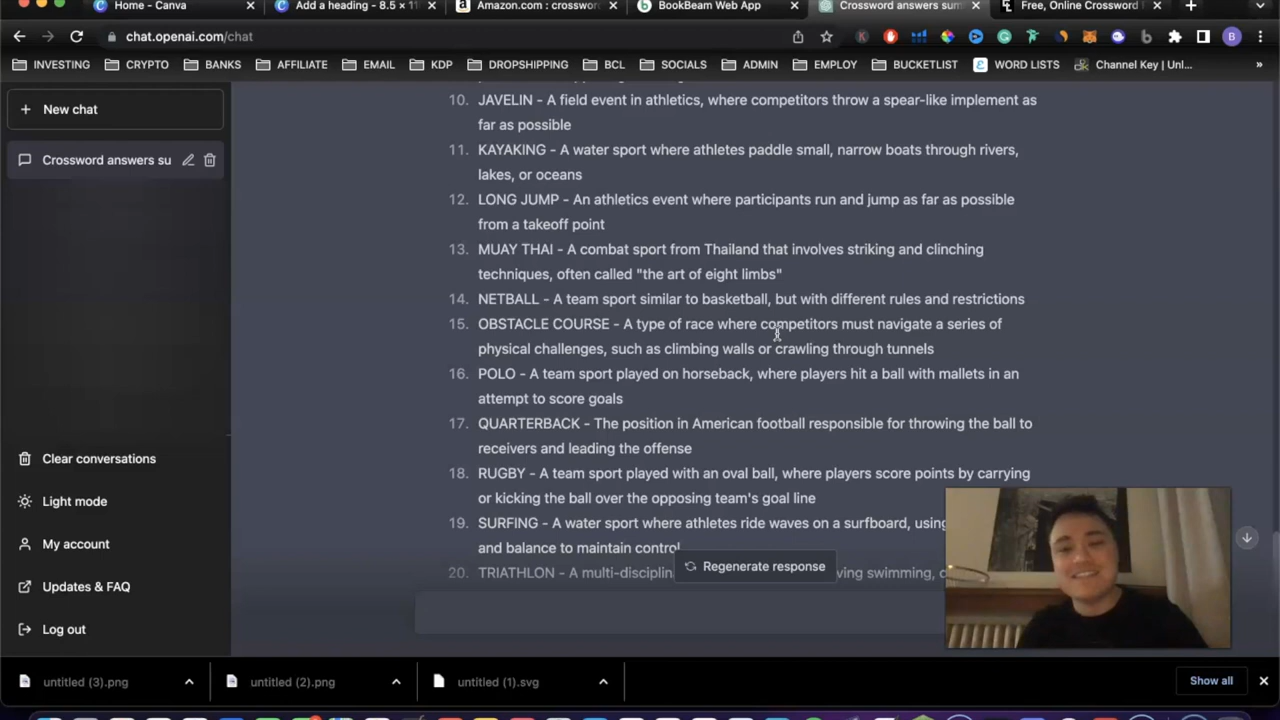 Home - Canva
Add a heading - 8.5 × 11
Amazon.com : crosswor
BookBeam Web App
Crossword answers sum
Free, Online Crossword
chat.openai.com/chat
INVESTING CRYPTO BANKS AFFILIATE EMAIL KDP DROPSHIPPING BCL SOCIALS ADMIN EMPLOY BUCKETLIST WORD LISTS Channel Key | Unl... »
New chat
Crossword answers su
Clear conversations
Light mode
My account
Updates & FAQ
Log out
10. JAVELIN - A field event in athletics, where competitors throw a spear-like implement as
far as possible
11. KAYAKING - A water sport where athletes paddle small, narrow boats through rivers,
lakes, or oceans
12. LONG JUMP - An athletics event where participants run and jump as far as possible
from a takeoff point
13. MUAY THAI - A combat sport from Thailand that involves striking and clinching
techniques, often called "the art of eight limbs"
14. NETBALL - A team sport similar to basketball, but with different rules and restrictions
15. OBSTACLE COURSE - A type of race where competitors must navigate a series of
physical challenges, such as climbing walls or crawling through tunnels
16. POLO - A team sport played on horseback, where players hit a ball with mallets in an
attempt to score goals
17. QUARTERBACK - The position in American football responsible for throwing the ball to
receivers and leading the offense
18. RUGBY - A team sport played with an oval ball, where players score points by carrying
or kicking the ball over the opposing team's goal line
19. SURFING - A water sport where athletes ride waves on a surfboard, using
and balance to maintain control
Regenerate response
20. TRIATHLON - A multi-disciplin ving swimming, c
untitled (3).png
untitled (2).png
untitled (1).svg
Show all